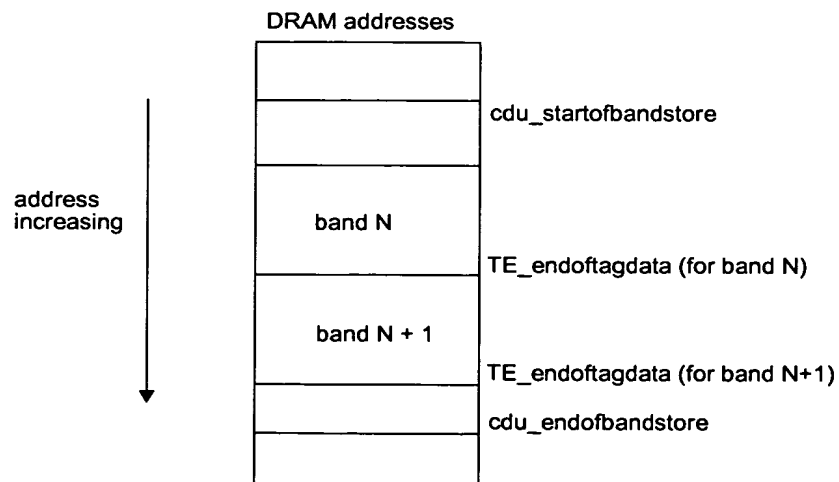 DRAM addresses
cdu_startofbandstore
address
increasing
band N
TE_endoftagdata (for band N)
band N + 1
TE_endoftagdata (for band N+1)
cdu_endofbandstore